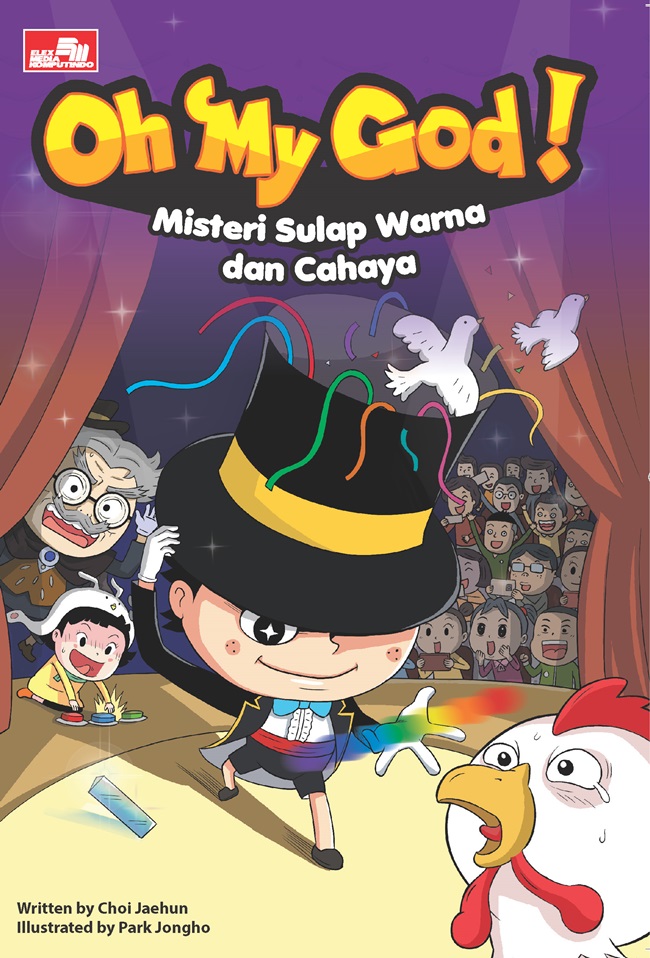 ELEX
MEDIA
KOMPUTINDO
Oh My God!
Misteri Sulap Warna
dan Cahaya
Written by Choi Jaehun
Illustrated by Park Jongho